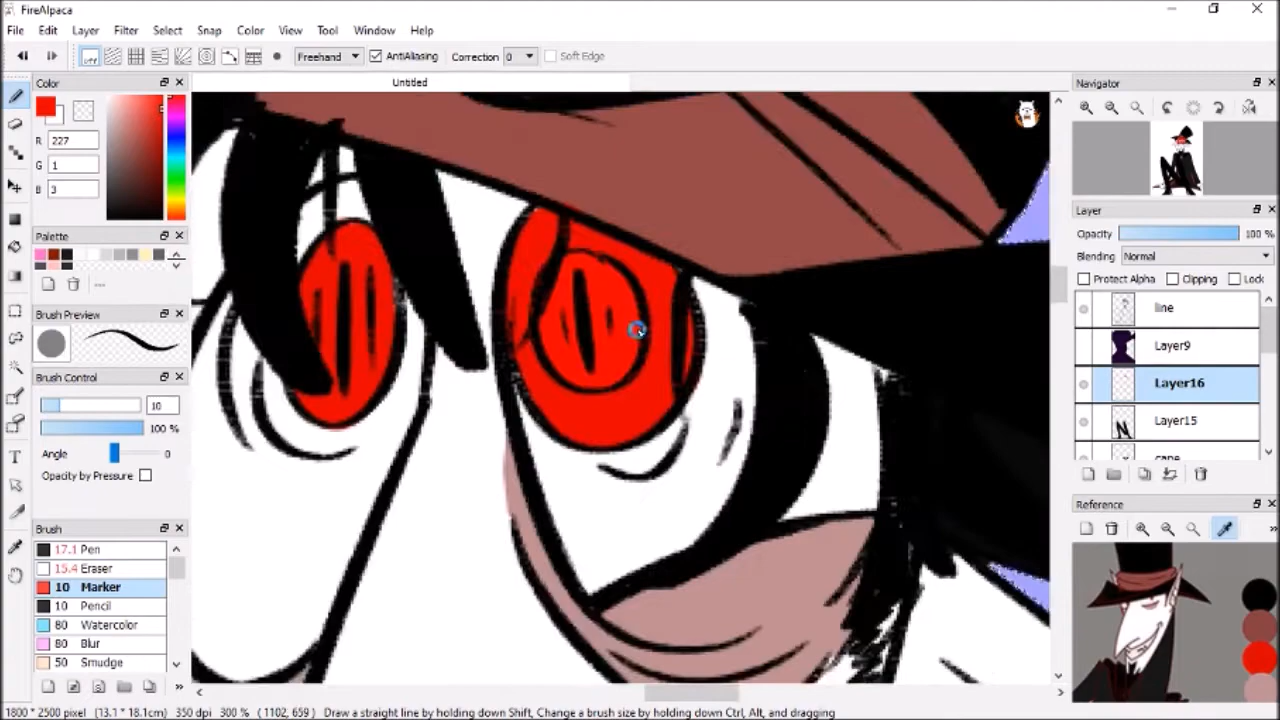 FireAlpaca
File Edit Layer Filter Select Snap Color View Tool Window Help
off Freehand AntiAliasing Correction 0 Soft Edge
Untitled
Color
R 227
G 1
B 3
Palette
---
Brush Preview
Brush Control
10
100 %
Angle 0
Opacity by Pressure
Brush
17.1 Pen
15.4 Eraser
10 Marker
10 Pencil
80 Watercolor
80 Blur
50 Smudge
Navigator
Layer
Opacity 100 %
Blending Normal
Protect Alpha Clipping Lock
line
Layer9
Layer16
Layer15
cape
Reference
1800 * 2500 pixel (13.1 * 18.1cm) 350 dpi 300 % ( 1102, 659 ) Draw a straight line by holding down Shift, Change a brush size by holding down Ctrl, Alt, and dragging